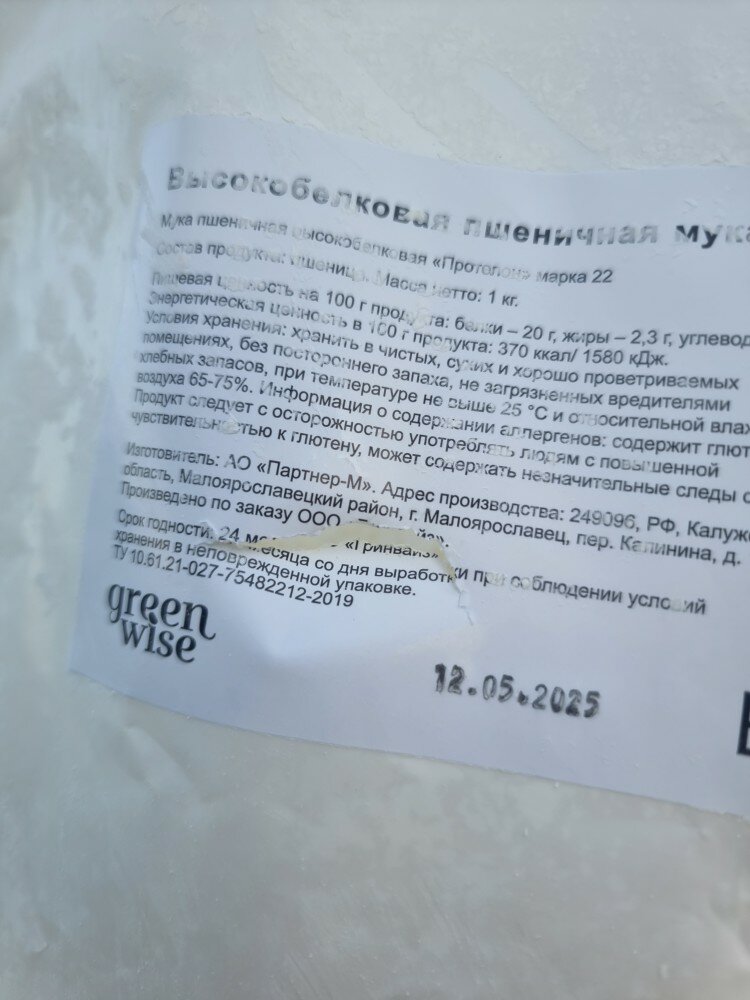 Высокобелковая пшеничная мука
Мука пшеничная высокобелковая «Протопон» марка 22
Состав продукта: пшеница. Масса нетто: 1 кг.
Пищевая ценность на 100 г продукта: белки – 20 г, жиры – 2,3 г, углевод
Энергетическая ценность в 100 г продукта: 370 ккал/ 1580 кДж.
Условия хранения: хранить в чистых, сухих и хорошо проветриваемых
помещениях, без постороннего запаха, не загрязненных вредителями
хлебных запасов, при температуре не выше 25 °C и относительной влаж
воздуха 65-75%. Информация о содержании аллергенов: содержит глют
Продукт следует с осторожностью употреблять людям с повышенной
чувствительностью к глютену, может содержать незначительные следы с
Изготовитель: АО «Партнер-М». Адрес производства: 249096, РФ, Калуж
область, Малоярославецкий район, г. Малоярославец, пер. Калинина, д.
Произведено по заказу ООО «Гринвайз».
Срок годности: 24 месяца со дня выработки при соблюдении условий
хранения в неповрежденной упаковке.
ТУ 10.61.21-027-75482212-2019
green
wise
12.05.2025